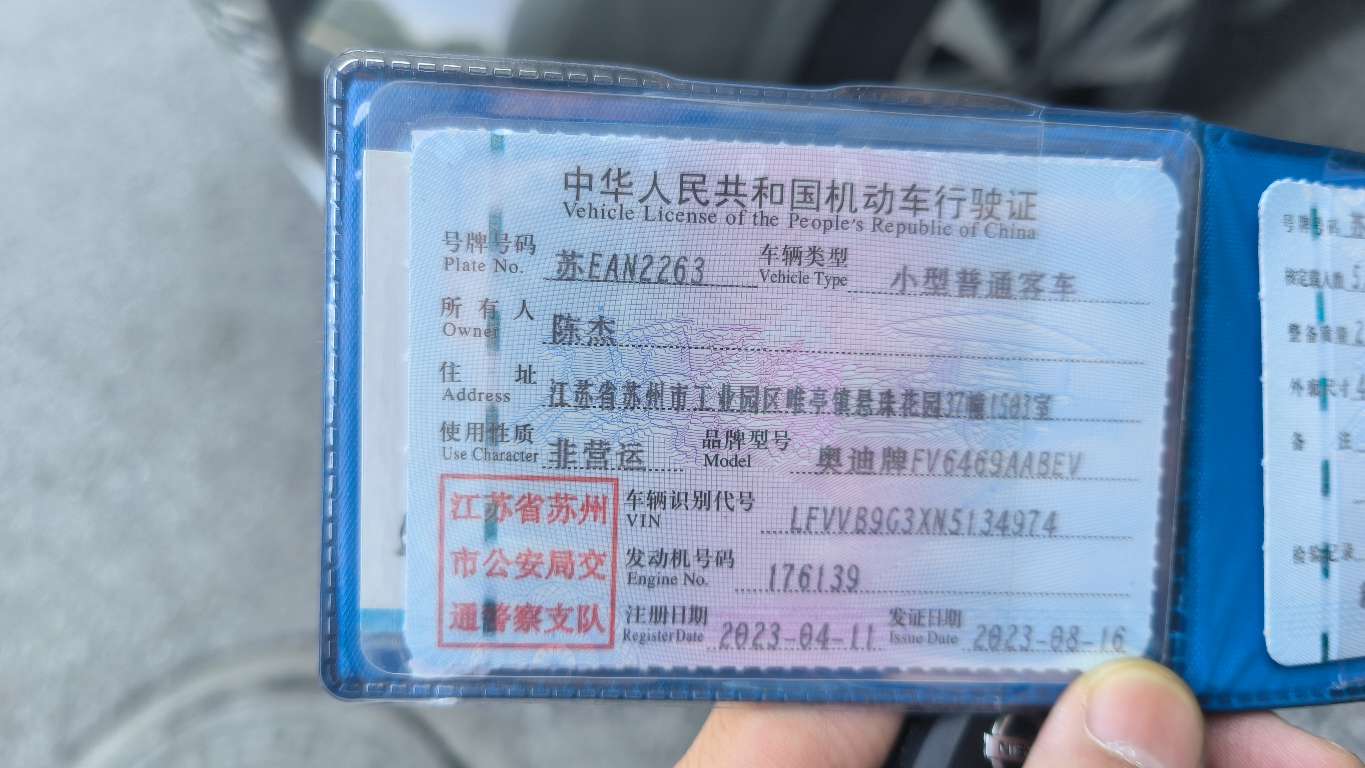 中华人民共和国机动车行驶证
Vehicle License of the People's Republic of China
号牌号码 苏EAN2263 车辆类型 小型普通客车
Plate No. Vehicle Type
所有人 陈杰
Owner
住址 江苏省苏州市工业园区唯亭镇悬珠花园37幢1503室
Address
使用性质 非营运 品牌型号 奥迪牌FV6469AABEV
Use Character Model
江苏省苏州
市公安局交
通警察支队
车辆识别代号 LFVVB9G3XN5134974
VIN
发动机号码 176139
Engine No.
注册日期 2023-04-11 发证日期 2023-08-16
Register Date Issue Date
号牌号码 苏
核定载人数 5
整备质量 2
外廓尺寸
备注
检验记录